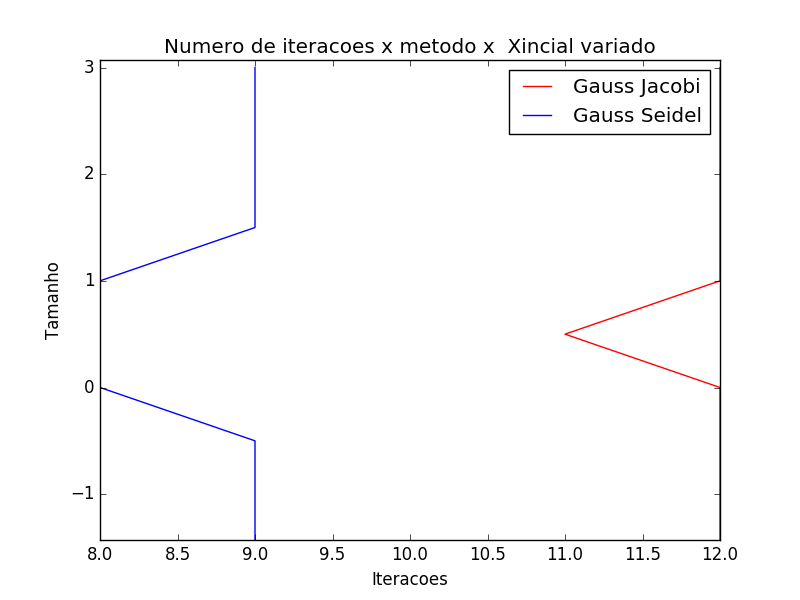 Numero de iteracoes x metodo x  Xincial variado
Gauss Jacobi
Gauss Seidel
3
2
1
0
−1
Tamanho
8.0 8.5 9.0 9.5 10.0 10.5 11.0 11.5 12.0
Iteracoes